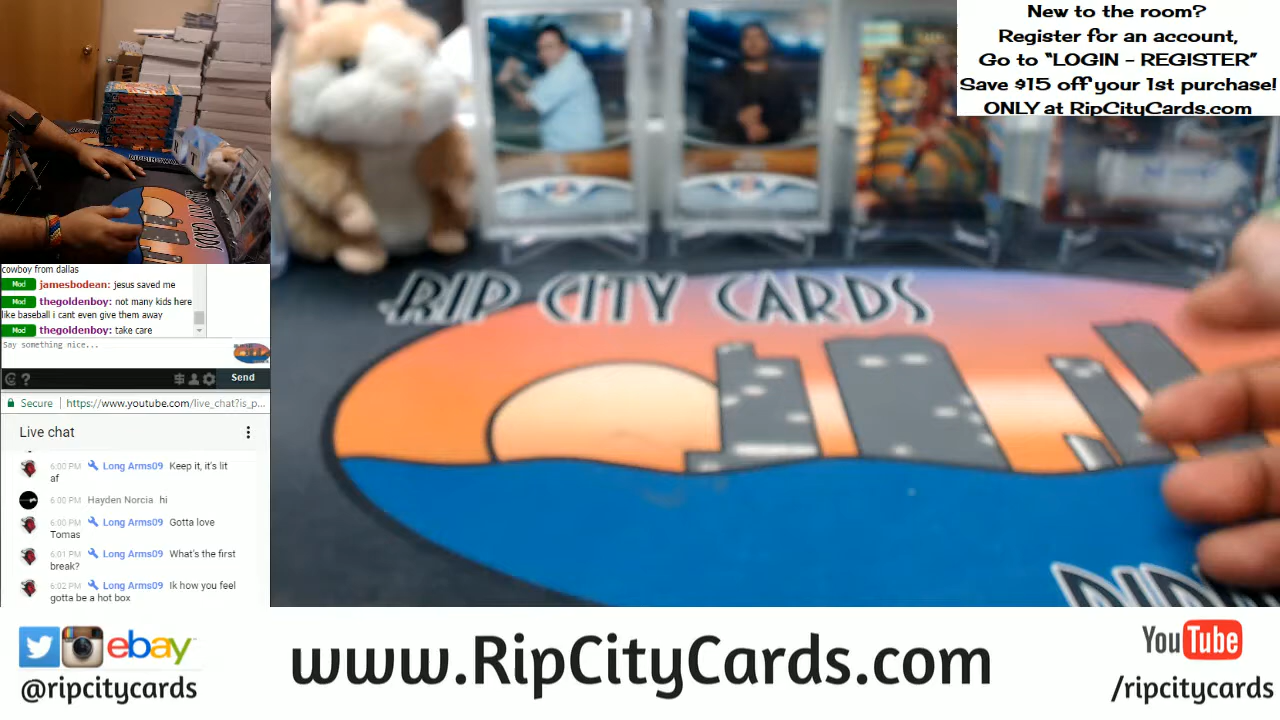 New to the room?
Register for an account,
Go to “LOGIN - REGISTER”
Save $15 off your 1st purchase!
ONLY at RipCityCards.com
RIP CITY CARDS
RIP CITY CARDS
cowboy from dallas
Mod jamesbodean: jesus saved me
Mod thegoldenboy: not many kids here
like baseball i cant even give them away
Mod thegoldenboy: take care
Say something nice...
Send
Secure https://www.youtube.com/live_chat?is_p...
Live chat
6:00 PM Long Arms09 Keep it, it's lit
af
6:00 PM Hayden Norcia hi
6:00 PM Long Arms09 Gotta love
Tomas
6:01 PM Long Arms09 What's the first
break?
6:02 PM Long Arms09 Ik how you feel
gotta be a hot box
ebay
@ripcitycards
www.RipCityCards.com
YouTube
/ripcitycards